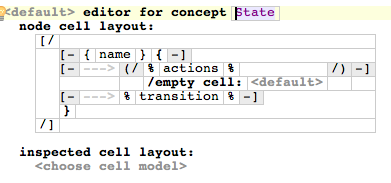 <default> editor for concept State
node cell layout:
[/
[- { name } { -]
[- ---> (/ % actions % /) -]
/empty cell: <default>
[- ---> % transition % -]
}
/]
inspected cell layout:
<choose cell model>